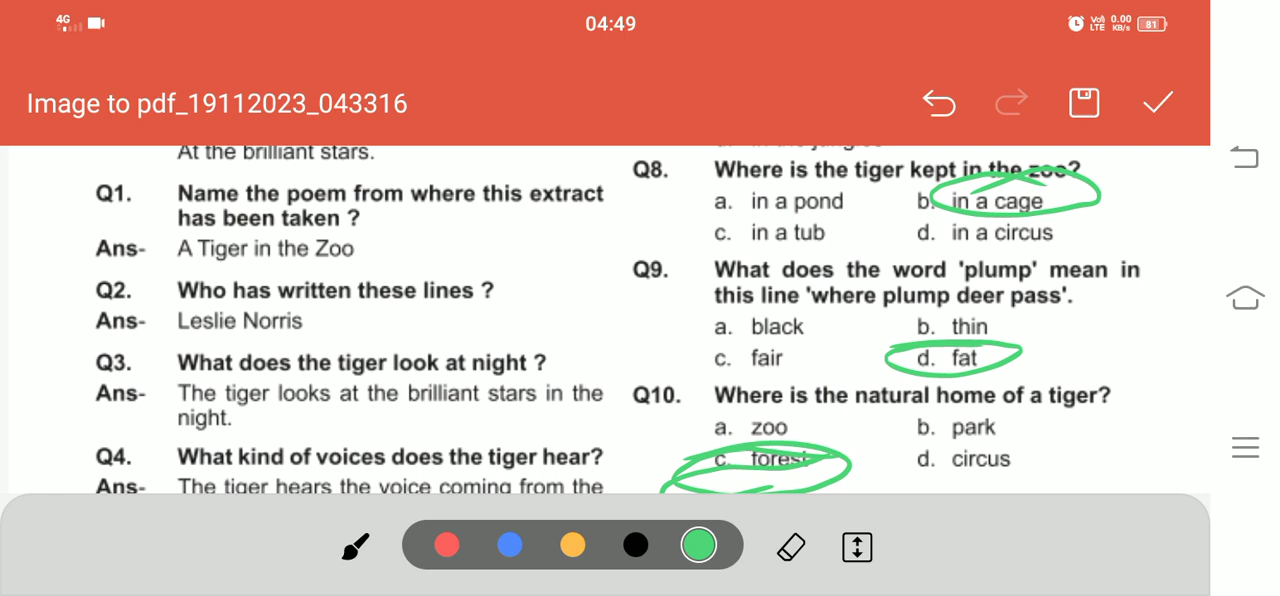 4G
04:49
Vo) 0.00
LTE KB/s 81
Image to pdf_19112023_043316
At the brilliant stars.
Q1. Name the poem from where this extract
has been taken ?
Ans- A Tiger in the Zoo
Q2. Who has written these lines ?
Ans- Leslie Norris
Q3. What does the tiger look at night ?
Ans- The tiger looks at the brilliant stars in the
night.
Q4. What kind of voices does the tiger hear?
Ans- The tiger hears the voice coming from the
Q8. Where is the tiger kept in the zoo?
a. in a pond b. in a cage
c. in a tub d. in a circus
Q9. What does the word 'plump' mean in
this line 'where plump deer pass'.
a. black b. thin
c. fair d. fat
Q10. Where is the natural home of a tiger?
a. zoo b. park
c. forest d. circus